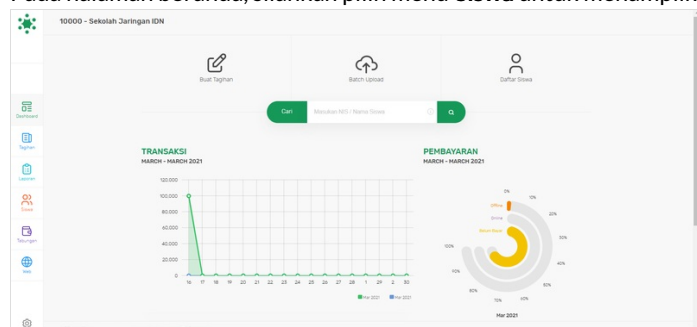 Pada halaman beranda, silahkan pilih menu siswa untuk menampilk
10000 - Sekolah Jaringan IDN
Buat Tagihan
Batch Upload
Daftar Siswa
Cari
Masukan NIS / Nama Siswa
Dashboard
Tagihan
Laporan
Siswa
Tabungan
Web
TRANSAKSI
MARCH - MARCH 2021
120.000
100.000
80.000
60.000
40.000
20.000
0
16 17 18 19 20 21 22 23 24 25 26 27 28 1 29 2 30
Mar 2021 Mar 2021
PEMBAYARAN
MARCH - MARCH 2021
Offline
Online
Belum Bayar
0%
10%
20%
30%
40%
50%
60%
70%
80%
90%
100%
Mar 2021